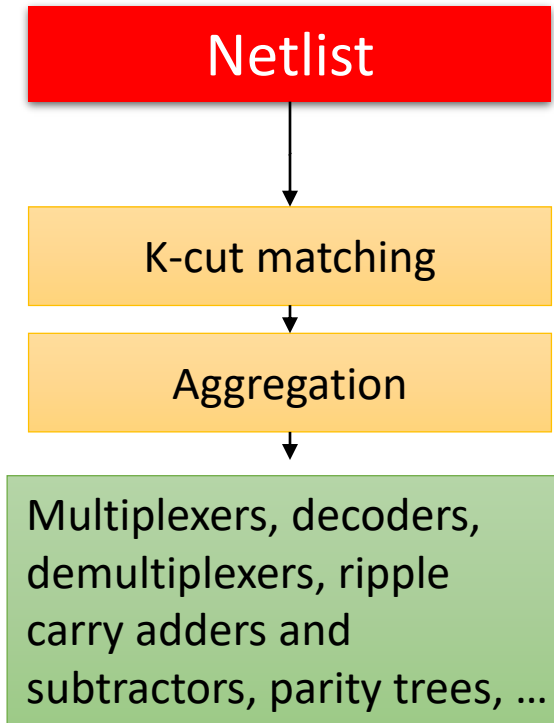 Netlist
K-cut matching
Aggregation
Multiplexers, decoders,
demultiplexers, ripple
carry adders and
subtractors, parity trees, ...